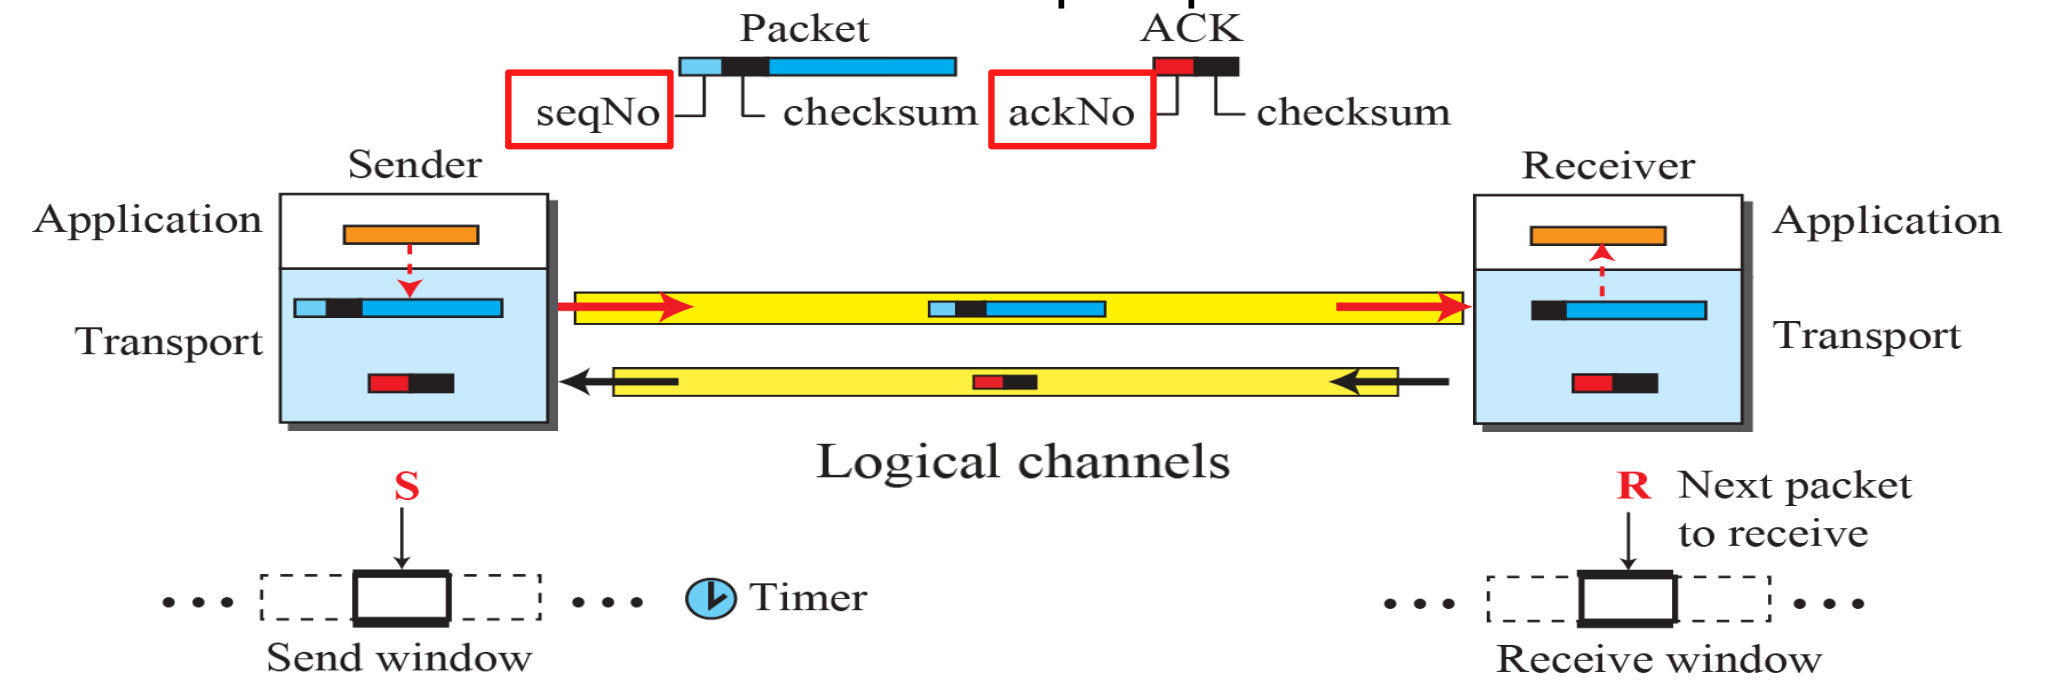 Packet
ACK
seqNo
checksum
ackNo
checksum
Sender
Receiver
Application
Application
Transport
Transport
Logical channels
S
R
Next packet
to receive
Timer
Send window
Receive window